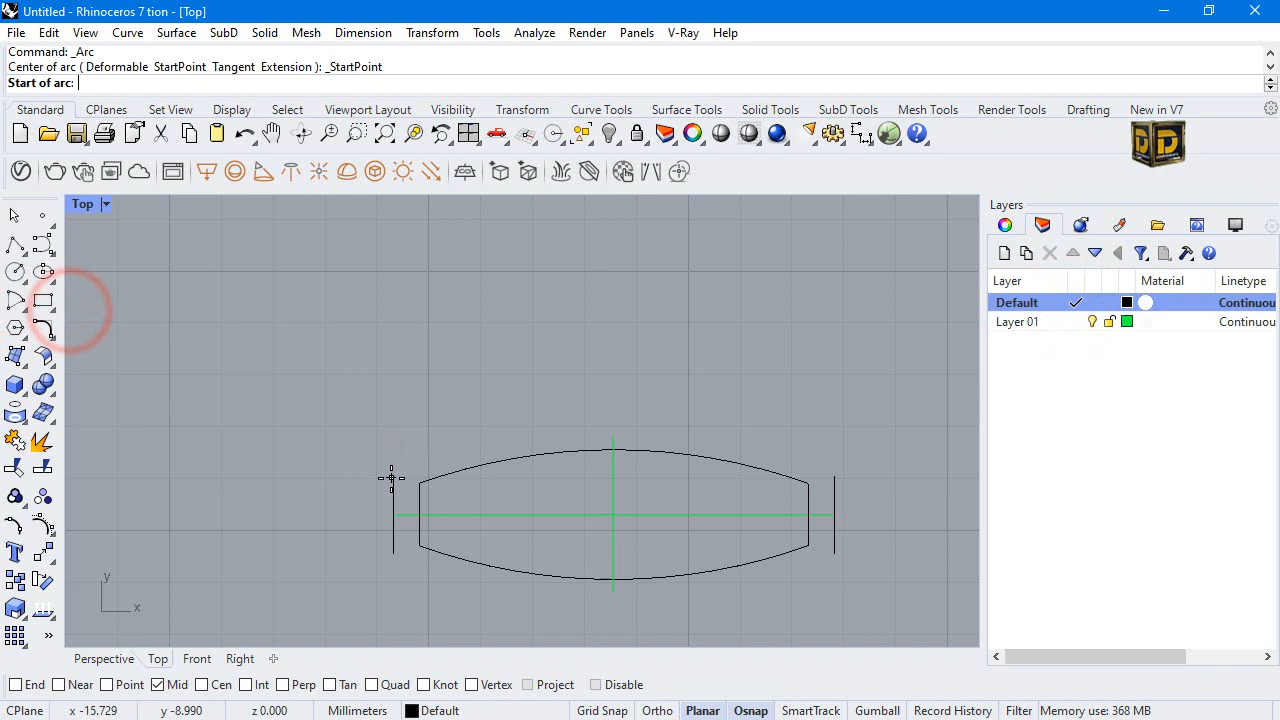 Untitled - Rhinoceros 7 tion - [Top]
File Edit View Curve Surface SubD Solid Mesh Dimension Transform Tools Analyze Render Panels V-Ray Help
Command: _Arc
Center of arc ( Deformable StartPoint Tangent Extension ): _StartPoint
Start of arc:
Standard CPlanes Set View Display Select Viewport Layout Visibility Transform Curve Tools Surface Tools Solid Tools SubD Tools Mesh Tools Render Tools Drafting New in V7
Top
Layers
Layer Material Linetype
Default Continuou
Layer 01 Continuou
y
x
Perspective Top Front Right
End Near Point Mid Cen Int Perp Tan Quad Knot Vertex Project Disable
CPlane x -15.729 y -8.990 z 0.000 Millimeters Default Grid Snap Ortho Planar Osnap SmartTrack Gumball Record History Filter Memory use: 368 MB